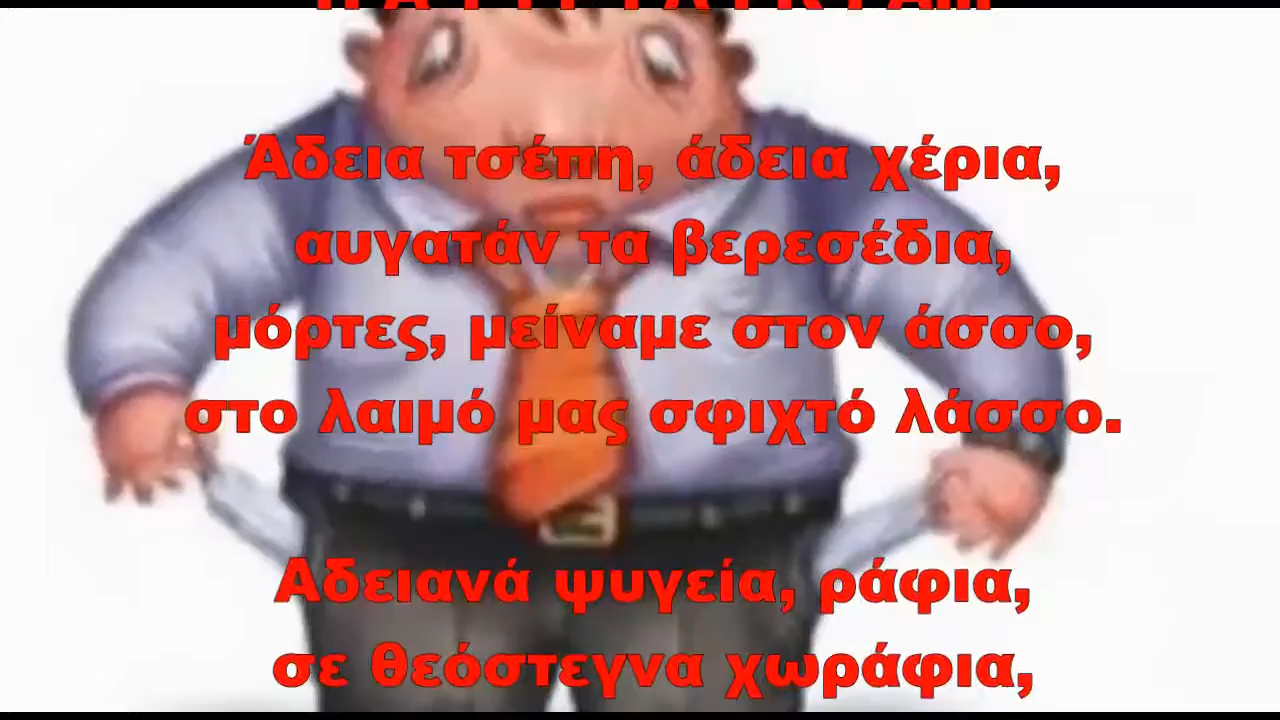 Άδεια τσέπη, άδεια χέρια,
αυγατάν τα βερεσέδια,
μόρτες, μείναμε στον άσσο,
στο λαιμό μας σφιχτό λάσσο.
Αδειανά ψυγεία, ράφια,
σε θεόστεγνα χωράφια,